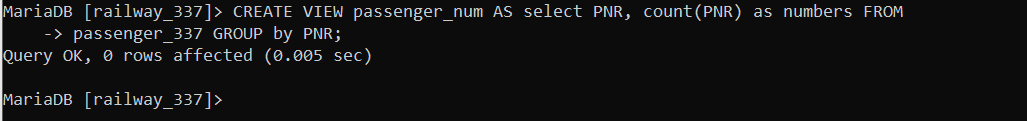 MariaDB [railway_337]> CREATE VIEW passenger_num AS select PNR, count(PNR) as numbers FROM
    -> passenger_337 GROUP by PNR;
Query OK, 0 rows affected (0.005 sec)
MariaDB [railway_337]>